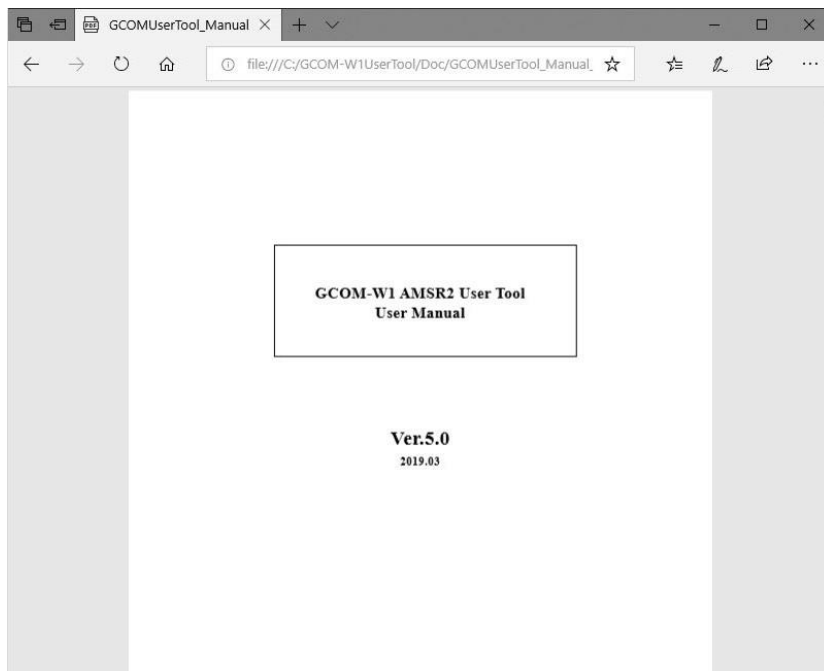 GCOMUserTool_Manual
file:///C:/GCOM-W1UserTool/Doc/GCOMUserTool_Manual_
GCOM-W1 AMSR2 User Tool
User Manual
Ver.5.0
2019.03